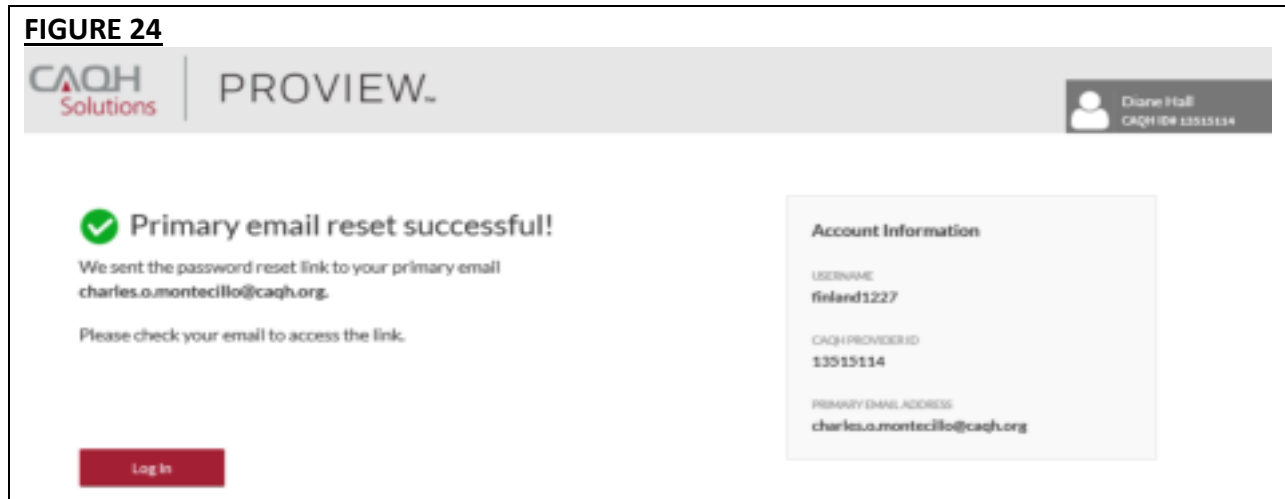 FIGURE 24
CAQH
Solutions
PROVIEW™
Diane Hall
CAQH ID# 13515114
Primary email reset successful!
We sent the password reset link to your primary email
charles.o.montecillo@caqh.org.
Please check your email to access the link.
Log In
Account Information
USERNAME
finland1227
CAQH PROVIDER ID
13515114
PRIMARY EMAIL ADDRESS
charles.o.montecillo@caqh.org